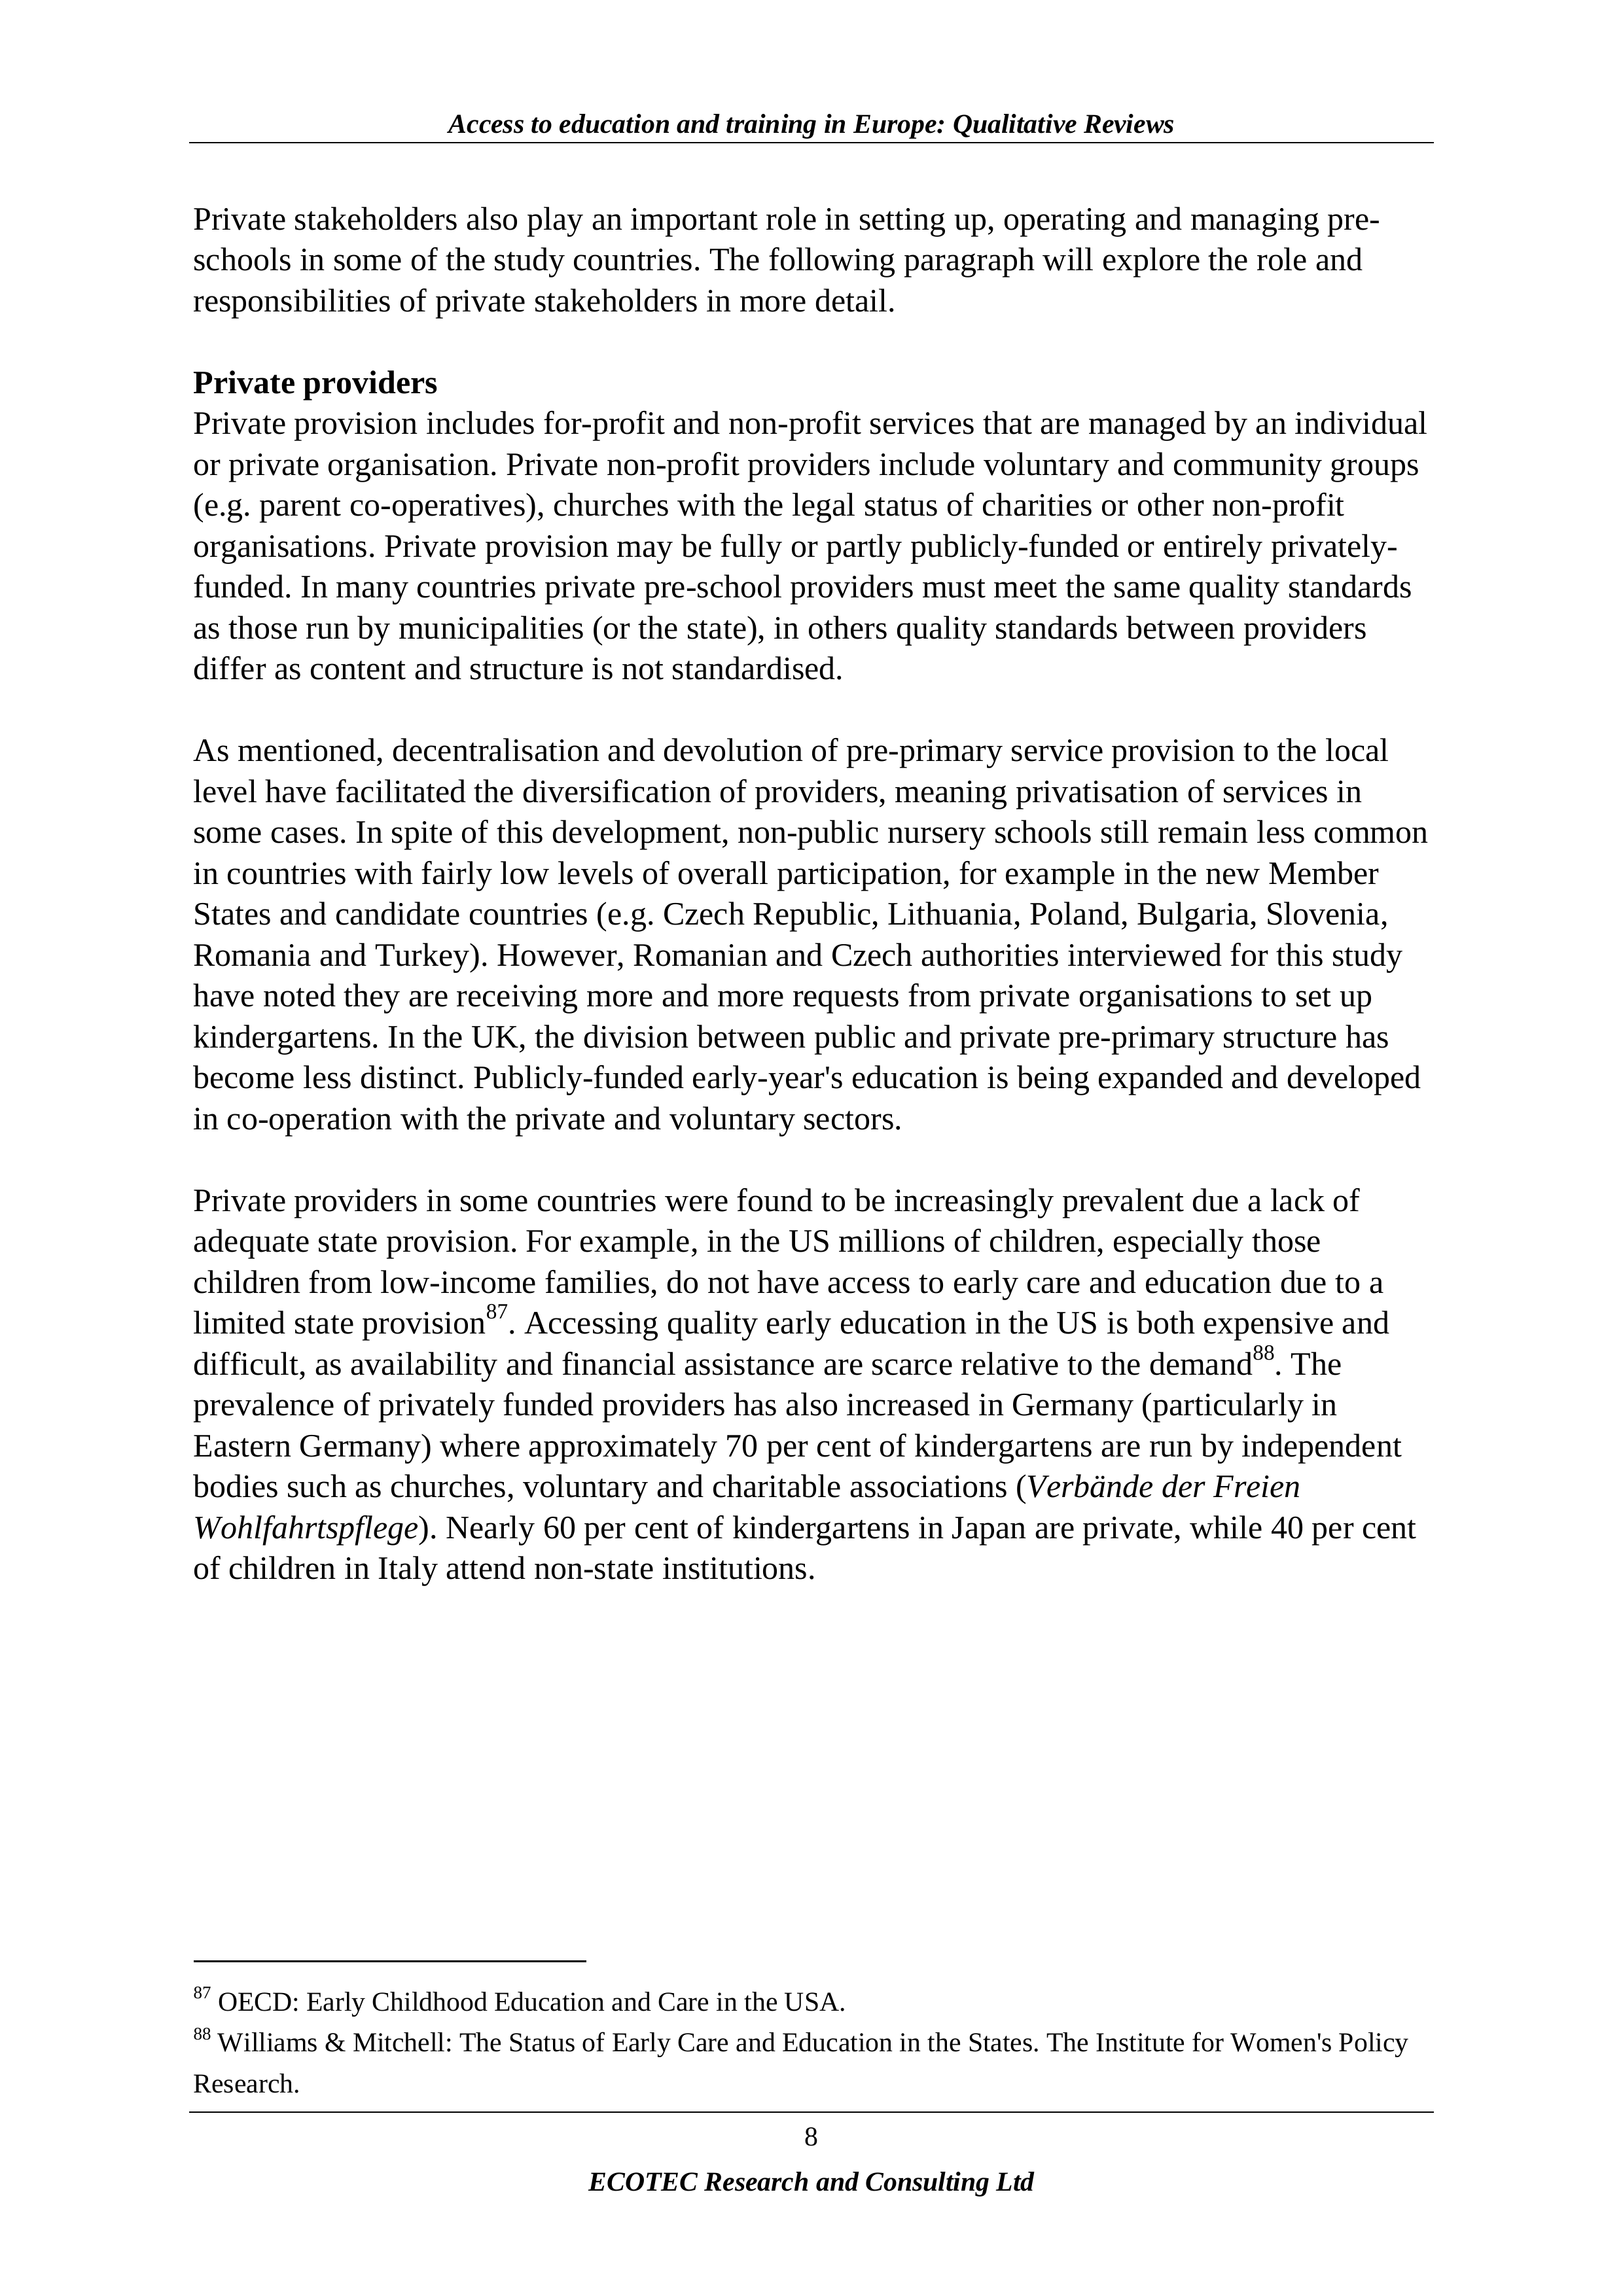 Access to education and training in Europe: Qualitative Reviews
Private stakeholders also play an important role in setting up, operating and managing pre-
schools in some of the study countries. The following paragraph will explore the role and
responsibilities of private stakeholders in more detail.
Private providers
Private provision includes for-profit and non-profit services that are managed by an individual
or private organisation. Private non-profit providers include voluntary and community groups
(e.g. parent co-operatives), churches with the legal status of charities or other non-profit
organisations. Private provision may be fully or partly publicly-funded or entirely privately-
funded. In many countries private pre-school providers must meet the same quality standards
as those run by municipalities (or the state), in others quality standards between providers
differ as content and structure is not standardised.
As mentioned, decentralisation and devolution of pre-primary service provision to the local
level have facilitated the diversification of providers, meaning privatisation of services in
some cases. In spite of this development, non-public nursery schools still remain less common
in countries with fairly low levels of overall participation, for example in the new Member
States and candidate countries (e.g. Czech Republic, Lithuania, Poland, Bulgaria, Slovenia,
Romania and Turkey). However, Romanian and Czech authorities interviewed for this study
have noted they are receiving more and more requests from private organisations to set up
kindergartens. In the UK, the division between public and private pre-primary structure has
become less distinct. Publicly-funded early-year's education is being expanded and developed
in co-operation with the private and voluntary sectors.
Private providers in some countries were found to be increasingly prevalent due a lack of
adequate state provision. For example, in the US millions of children, especially those
children from low-income families, do not have access to early care and education due to a
limited state provision87. Accessing quality early education in the US is both expensive and
difficult, as availability and financial assistance are scarce relative to the demand88. The
prevalence of privately funded providers has also increased in Germany (particularly in
Eastern Germany) where approximately 70 per cent of kindergartens are run by independent
bodies such as churches, voluntary and charitable associations (Verbände der Freien
Wohlfahrtspflege). Nearly 60 per cent of kindergartens in Japan are private, while 40 per cent
of children in Italy attend non-state institutions.
87 OECD: Early Childhood Education and Care in the USA.
88 Williams & Mitchell: The Status of Early Care and Education in the States. The Institute for Women's Policy
Research.
8
ECOTEC Research and Consulting Ltd